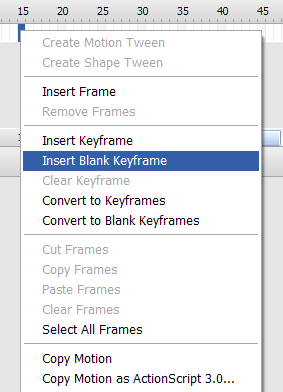 15 20 25 30 35 40 45
Create Motion Tween
Create Shape Tween
Insert Frame
Remove Frames
Insert Keyframe
Insert Blank Keyframe
Clear Keyframe
Convert to Keyframes
Convert to Blank Keyframes
Cut Frames
Copy Frames
Paste Frames
Clear Frames
Select All Frames
Copy Motion
Copy Motion as ActionScript 3.0...